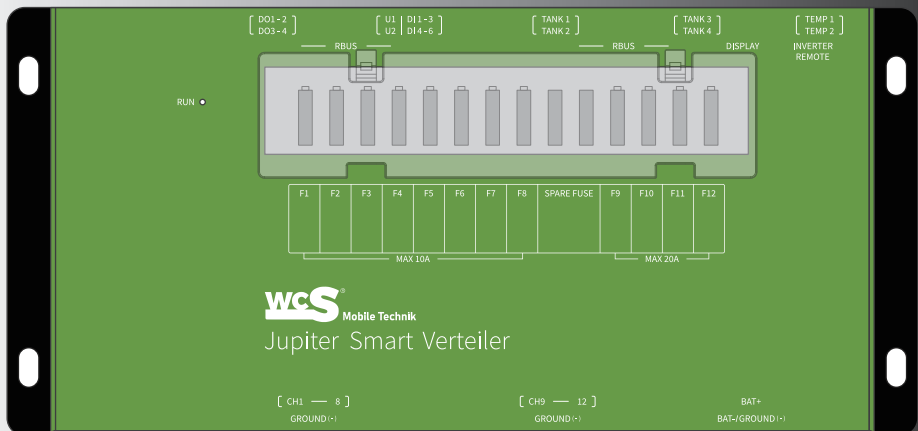 DO1-2 U1 DI1-3 TANK 1 TANK 3 TEMP 1
DO3-4 U2 DI4-6 TANK 2 TANK 4 TEMP 2
RBUS RBUS DISPLAY INVERTER REMOTE
RUN
F1 F2 F3 F4 F5 F6 F7 F8 SPARE FUSE F9 F10 F11 F12
MAX 10A MAX 20A
wcs® Mobile Technik
Jupiter Smart Verteiler
CH1 — 8 CH9 — 12 BAT+
GROUND(-) GROUND(-) BAT-/GROUND(-)